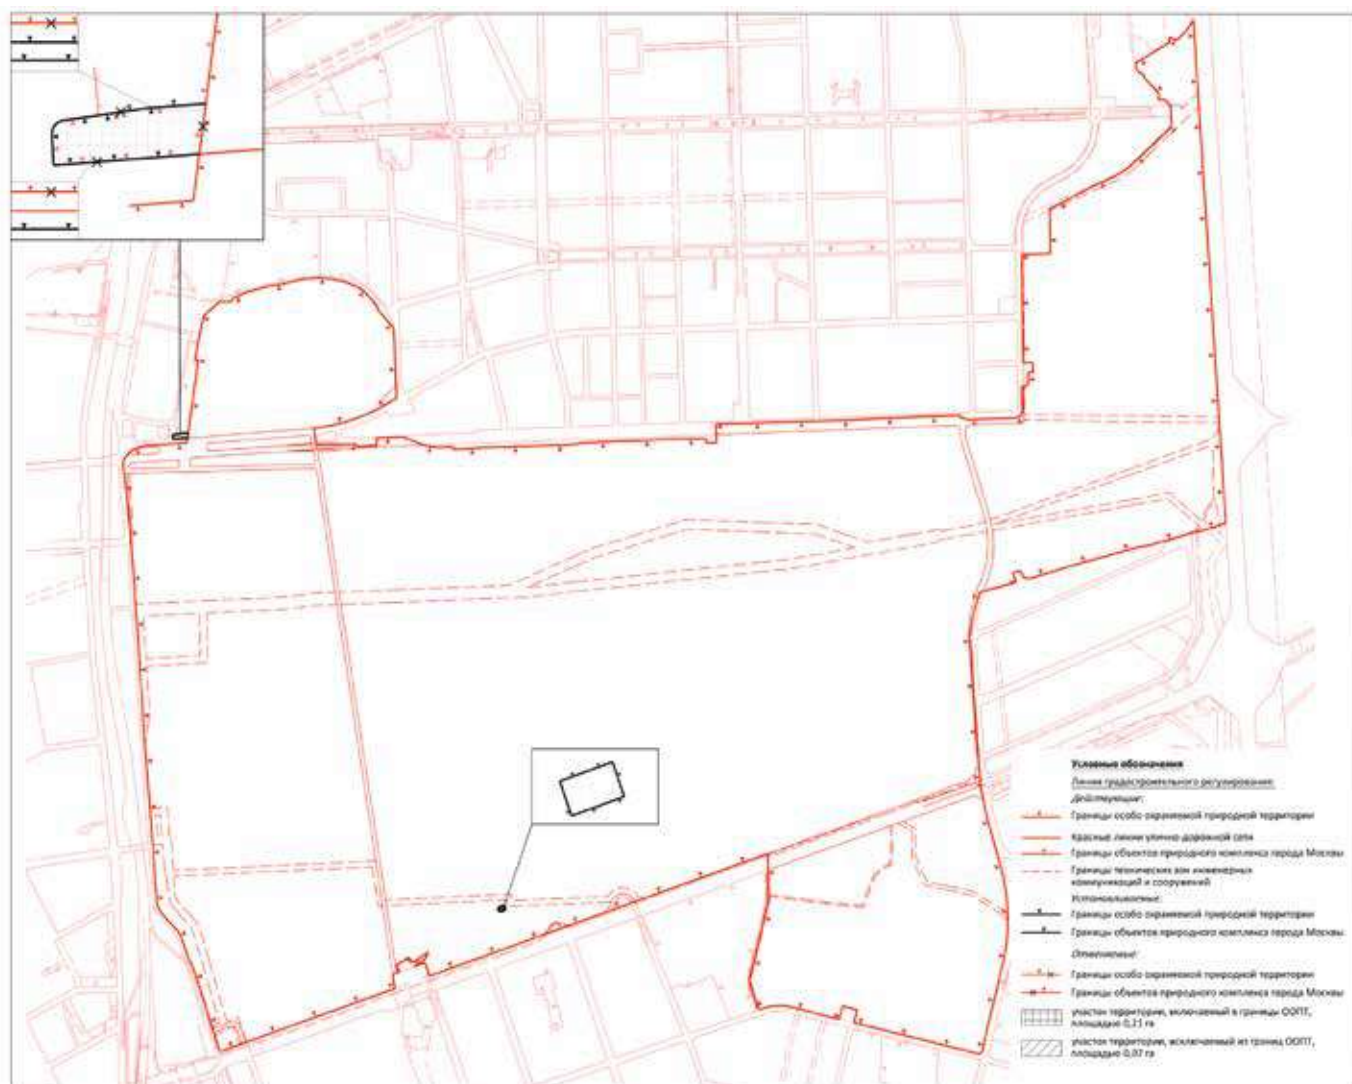 Условные обозначения
Линии градостроительного регулирования:
Действующие:
Границы особо охраняемой природной территории
Красные линии улично-дорожной сети
Границы объектов природного комплекса города Москвы
Границы технических зон инженерных
коммуникаций и сооружений
Устанавливаемые:
Границы особо охраняемой природной территории
Границы объектов природного комплекса города Москвы
Отменяемые:
Границы особо охраняемой природной территории
Границы объектов природного комплекса города Москвы
участок территории, включаемый в границы ООПТ,
площадью га
участок территории, исключаемый из границ ООПТ,
площадью 0,07 га